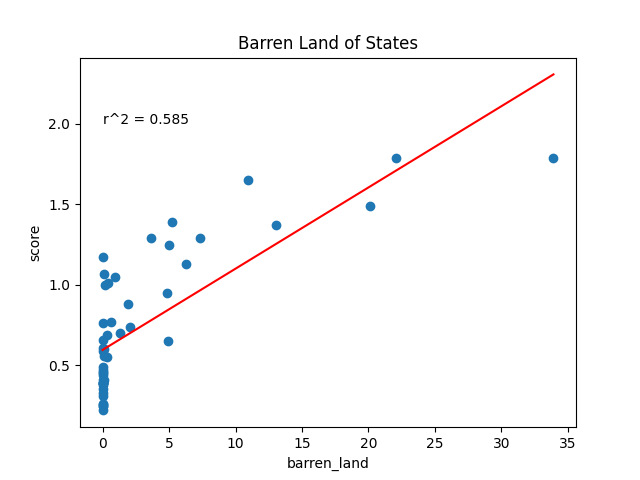 Barren Land of States
r^2 = 0.585
2.0
1.5
1.0
0.5
score
0 5 10 15 20 25 30 35
barren_land